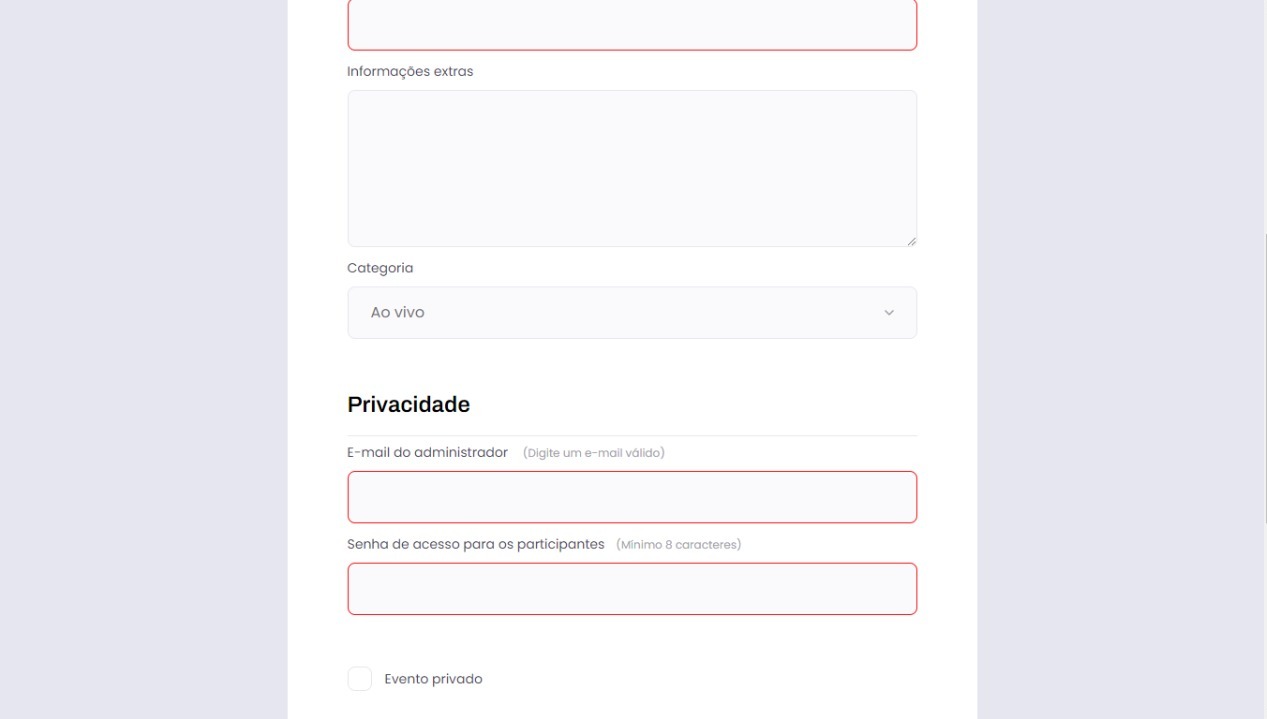 Informações extras
Categoria
Ao vivo
Privacidade
E-mail do administrador (Digite um e-mail válido)
Senha de acesso para os participantes (Mínimo 8 caracteres)
Evento privado